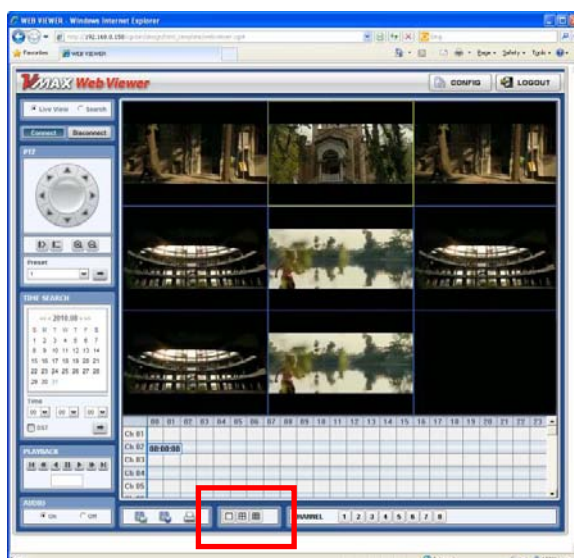 WEB VIEWER - Windows Internet Explorer
Favorites WEB VIEWER
Page Safety Tools
VMAX Web Viewer
CONFIG LOGOUT
Live View Search
Connect Disconnect
PTZ
Preset
1
TIME SEARCH
2010.08
S M T W T F S
1 2 3 4 5 6 7
8 9 10 11 12 13 14
15 16 17 18 19 20 21
22 23 24 25 26 27 28
29 30 31
Time
00 : 00 : 00
DST
00 01 02 03 04 05 06 07 08 09 10 11 12 13 14 15 16 17 18 19 20 21 22 23
Ch 01
Ch 02 00:00:00
Ch 03
Ch 04
Ch 05
PLAYBACK
AUDIO
On Off
CHANNEL 1 2 3 4 5 6 7 8